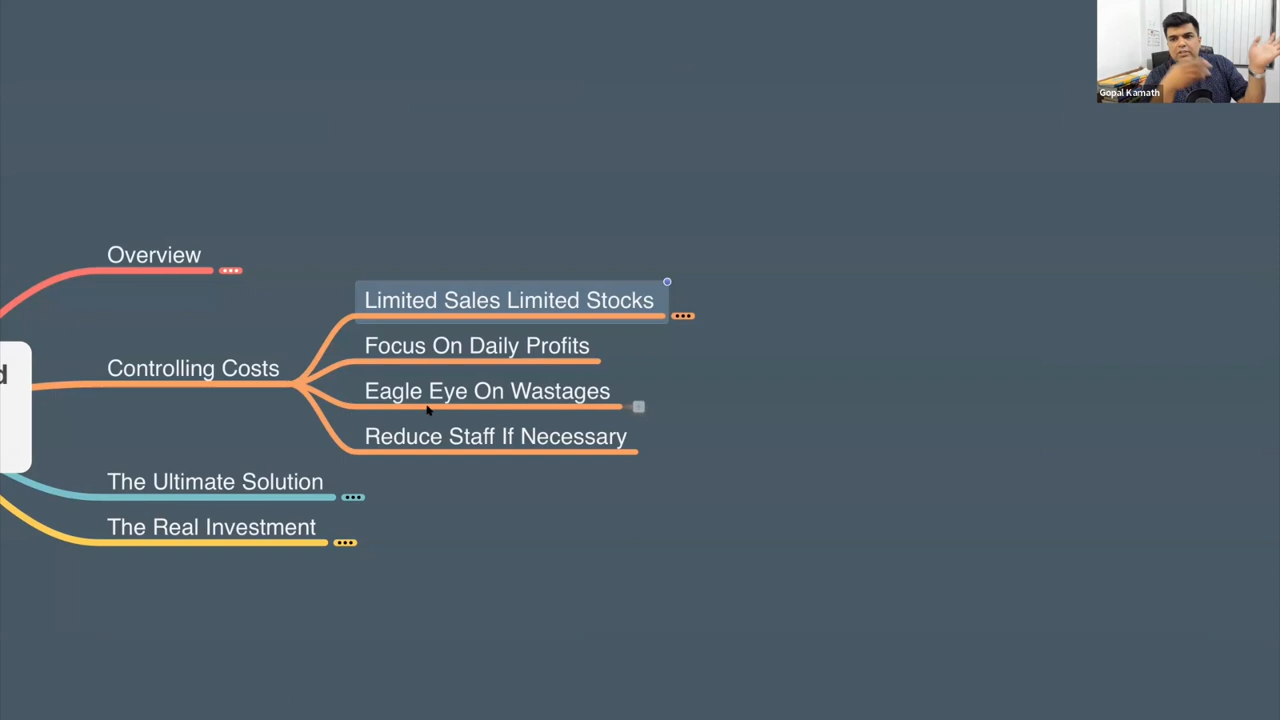 Gopal Kamath
Overview
Limited Sales Limited Stocks
Focus On Daily Profits
Controlling Costs
Eagle Eye On Wastages
Reduce Staff If Necessary
The Ultimate Solution
The Real Investment
d